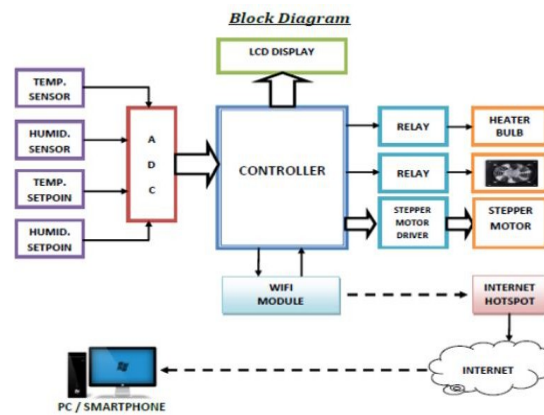 Block Diagram
LCD DISPLAY
TEMP.
SENSOR
HUMID.
SENSOR
TEMP.
SETPOIN
HUMID.
SETPOIN
A
D
C
CONTROLLER
RELAY
HEATER
BULB
RELAY
STEPPER
MOTOR
DRIVER
STEPPER
MOTOR
WIFI
MODULE
INTERNET
HOTSPOT
INTERNET
PC / SMARTPHONE